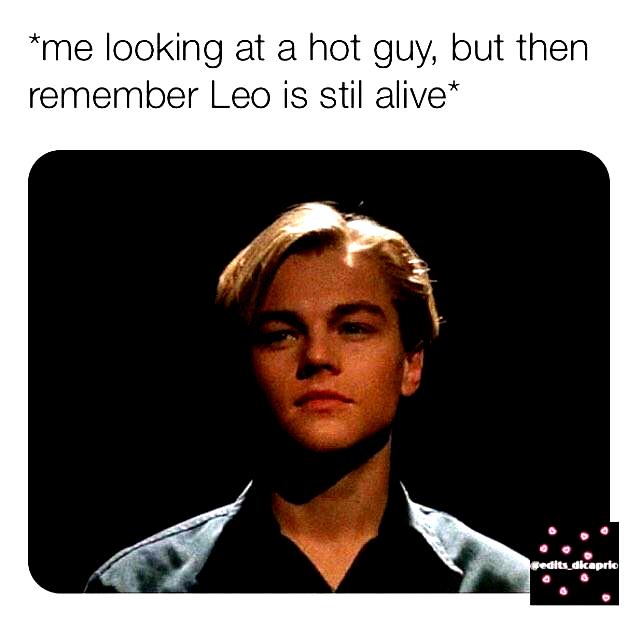 *me looking at a hot guy, but then
remember Leo is stil alive*
@edits_dicaprio